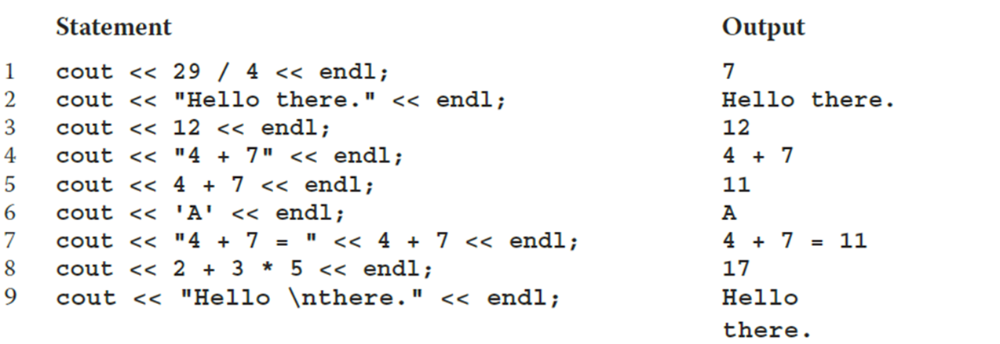 Statement Output
1 cout << 29 / 4 << endl; 7
2 cout << "Hello there." << endl; Hello there.
3 cout << 12 << endl; 12
4 cout << "4 + 7" << endl; 4 + 7
5 cout << 4 + 7 << endl; 11
6 cout << 'A' << endl; A
7 cout << "4 + 7 = " << 4 + 7 << endl; 4 + 7 = 11
8 cout << 2 + 3 * 5 << endl; 17
9 cout << "Hello \nthere." << endl; Hello
there.